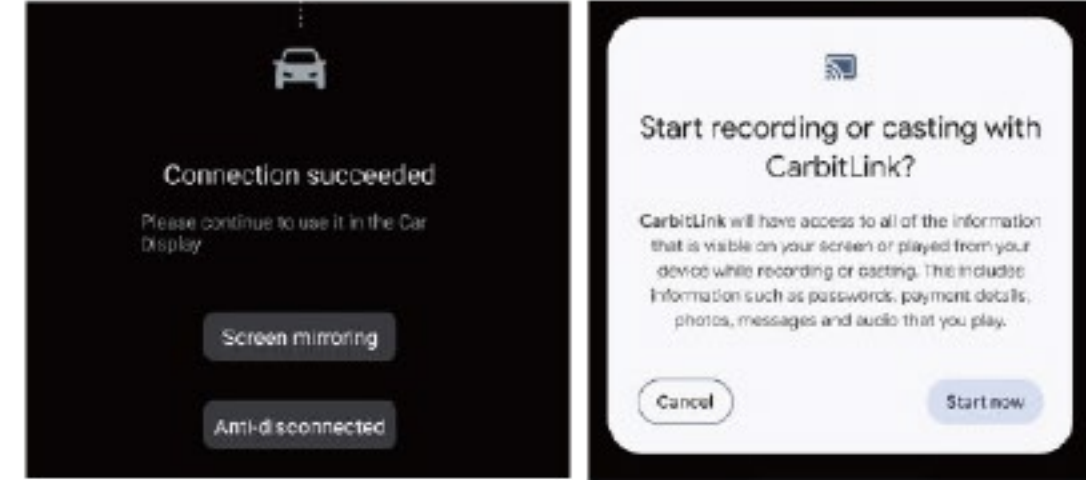 Connection succeeded
Please continue to use it in the Car
Display
Screen mirroring
Anti-disconnected
Start recording or casting with
CarbitLink?
CarbitLink will have access to all of the information
that is visible on your screen or played from your
device while recording or casting. This includes
information such as passwords, payment details,
photos, messages and audio that you play.
Cancel
Start now